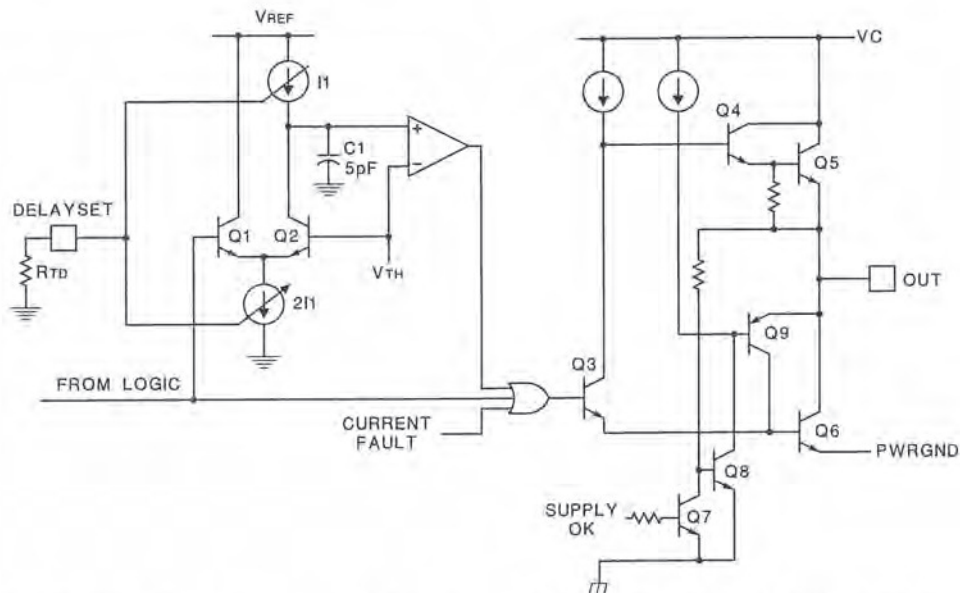 VREF
VC
I1
Q4
C1
5pF
+
−
Q5
DELAYSET
Q1
Q2
RTD
VTH
2I1
OUT
Q9
FROM LOGIC
Q3
CURRENT
FAULT
Q6
PWRGND
Q8
SUPPLY
OK
Q7